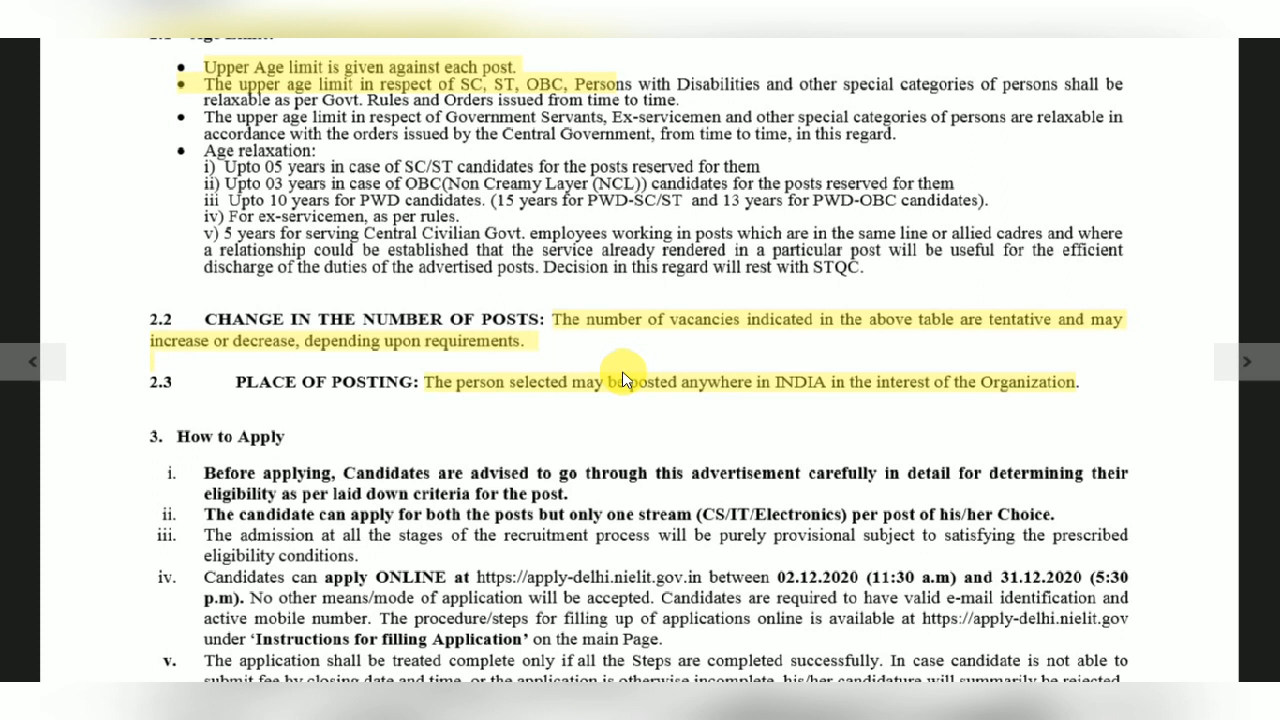 • Upper Age limit is given against each post.
• The upper age limit in respect of SC, ST, OBC, Persons with Disabilities and other special categories of persons shall be
relaxable as per Govt. Rules and Orders issued from time to time.
• The upper age limit in respect of Government Servants, Ex-servicemen and other special categories of persons are relaxable in
accordance with the orders issued by the Central Government, from time to time, in this regard.
• Age relaxation:
i) Upto 05 years in case of SC/ST candidates for the posts reserved for them
ii) Upto 03 years in case of OBC(Non Creamy Layer (NCL)) candidates for the posts reserved for them
iii Upto 10 years for PWD candidates. (15 years for PWD-SC/ST and 13 years for PWD-OBC candidates).
iv) For ex-servicemen, as per rules.
v) 5 years for serving Central Civilian Govt. employees working in posts which are in the same line or allied cadres and where
a relationship could be established that the service already rendered in a particular post will be useful for the efficient
discharge of the duties of the advertised posts. Decision in this regard will rest with STQC.
2.2 CHANGE IN THE NUMBER OF POSTS: The number of vacancies indicated in the above table are tentative and may
increase or decrease, depending upon requirements.
2.3 PLACE OF POSTING: The person selected may be posted anywhere in INDIA in the interest of the Organization.
3. How to Apply
i. Before applying, Candidates are advised to go through this advertisement carefully in detail for determining their
eligibility as per laid down criteria for the post.
ii. The candidate can apply for both the posts but only one stream (CS/IT/Electronics) per post of his/her Choice.
iii. The admission at all the stages of the recruitment process will be purely provisional subject to satisfying the prescribed
eligibility conditions.
iv. Candidates can apply ONLINE at https://apply-delhi.nielit.gov.in between 02.12.2020 (11:30 a.m) and 31.12.2020 (5:30
p.m). No other means/mode of application will be accepted. Candidates are required to have valid e-mail identification and
active mobile number. The procedure/steps for filling up of applications online is available at https://apply-delhi.nielit.gov
under ‘Instructions for filling Application’ on the main Page.
v. The application shall be treated complete only if all the Steps are completed successfully. In case candidate is not able to
submit fee by closing date and time, or the application is otherwise incomplete, his/her candidature will summarily be rejected.